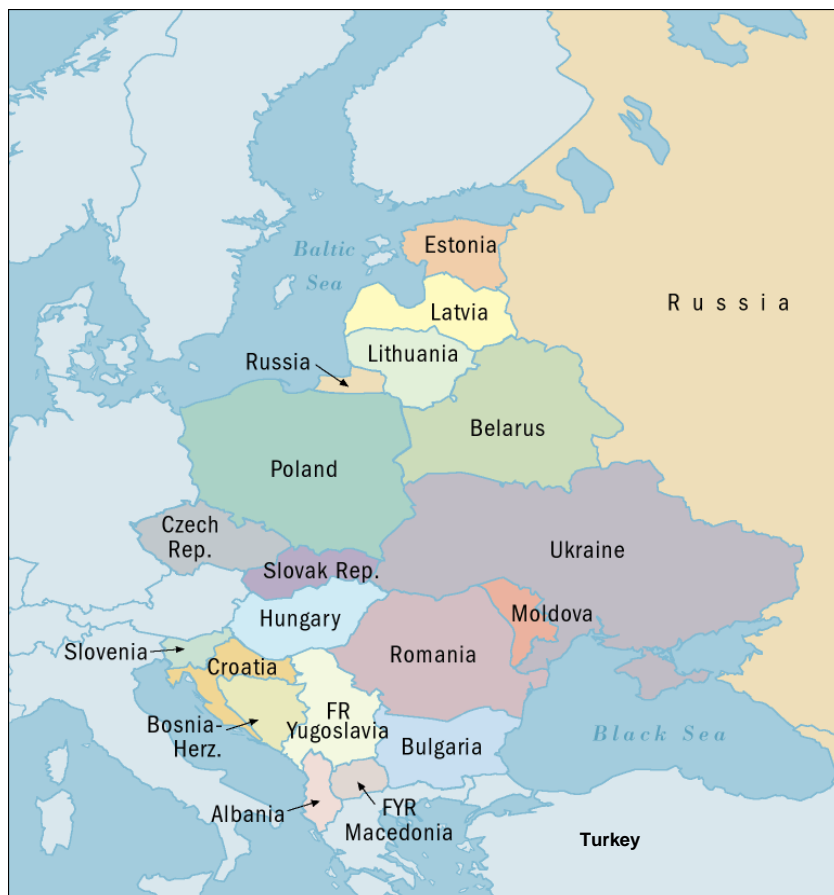 Estonia
Baltic
Sea
Russia
Latvia
Lithuania
Russia
Belarus
Poland
Czech
Rep.
Ukraine
Slovak Rep.
Hungary
Moldova
Slovenia
Romania
Croatia
FR
Yugoslavia
Bosnia-
Herz.
Black Sea
Bulgaria
Albania
FYR
Macedonia
Turkey